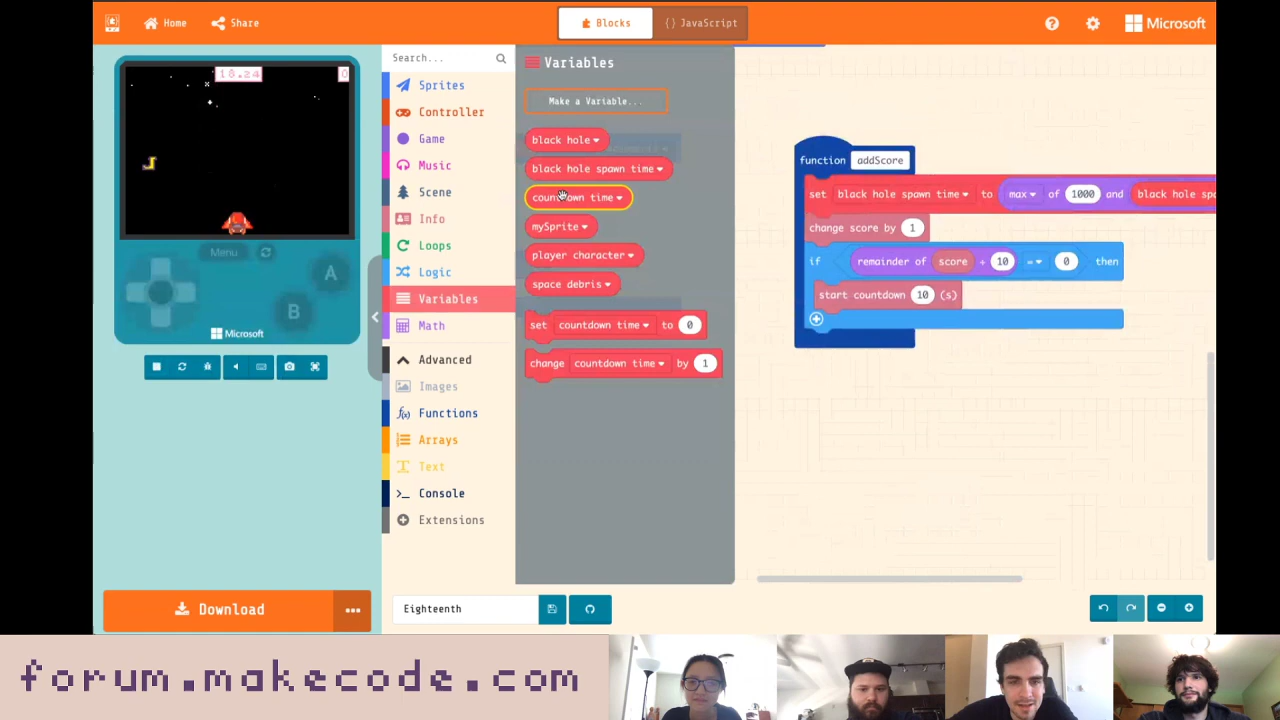 Home
Share
Blocks
{ } JavaScript
Microsoft
18.24
0
Menu
A
B
Microsoft
Download
Search...
Sprites
Controller
Game
Music
Scene
Info
Loops
Logic
Variables
Math
Advanced
Images
Functions
Arrays
Text
Console
Extensions
Variables
Make a Variable...
black hole
black hole spawn time
countdown time
mySprite
player character
space debris
set countdown time to 0
change countdown time by 1
function addScore
set black hole spawn time to max of 1000 and black hole sp
change score by 1
if remainder of score ÷ 10 = 0 then
start countdown 10 (s)
Eighteenth
forum.makecode.com